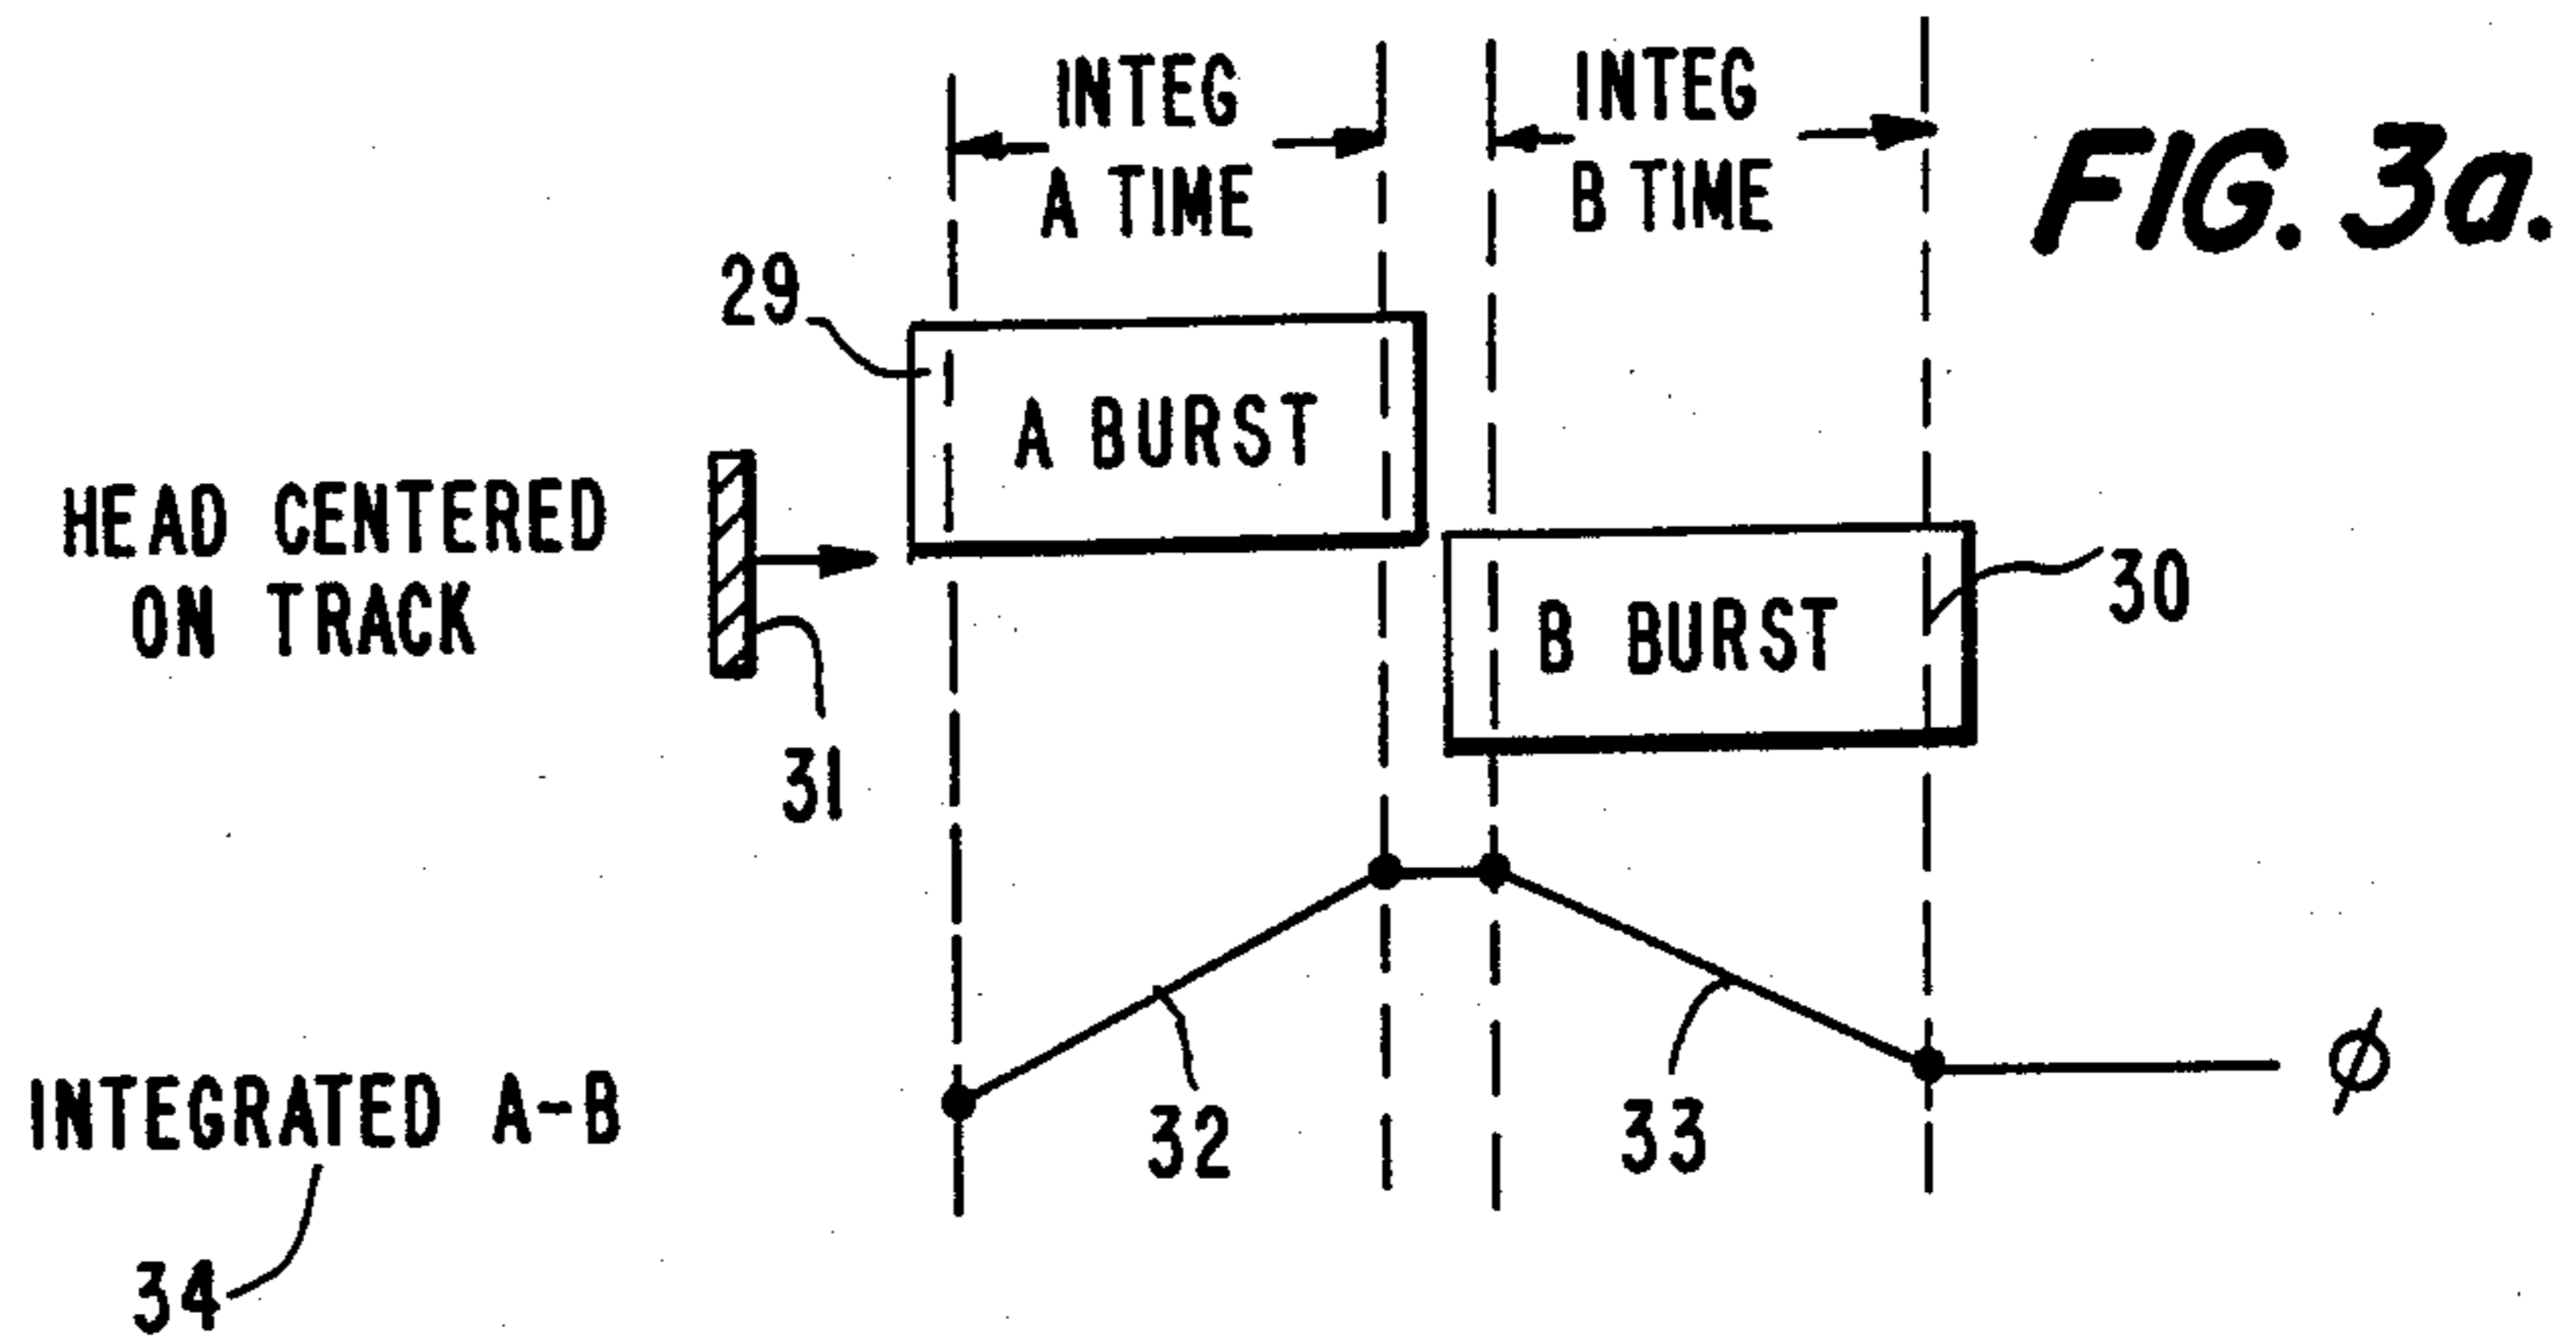 INTEG
A TIME
INTEG
B TIME
FIG. 3a.
29
A BURST
HEAD CENTERED
ON TRACK
31
B BURST
30
32
33
INTEGRATED A-B
34
ϕ